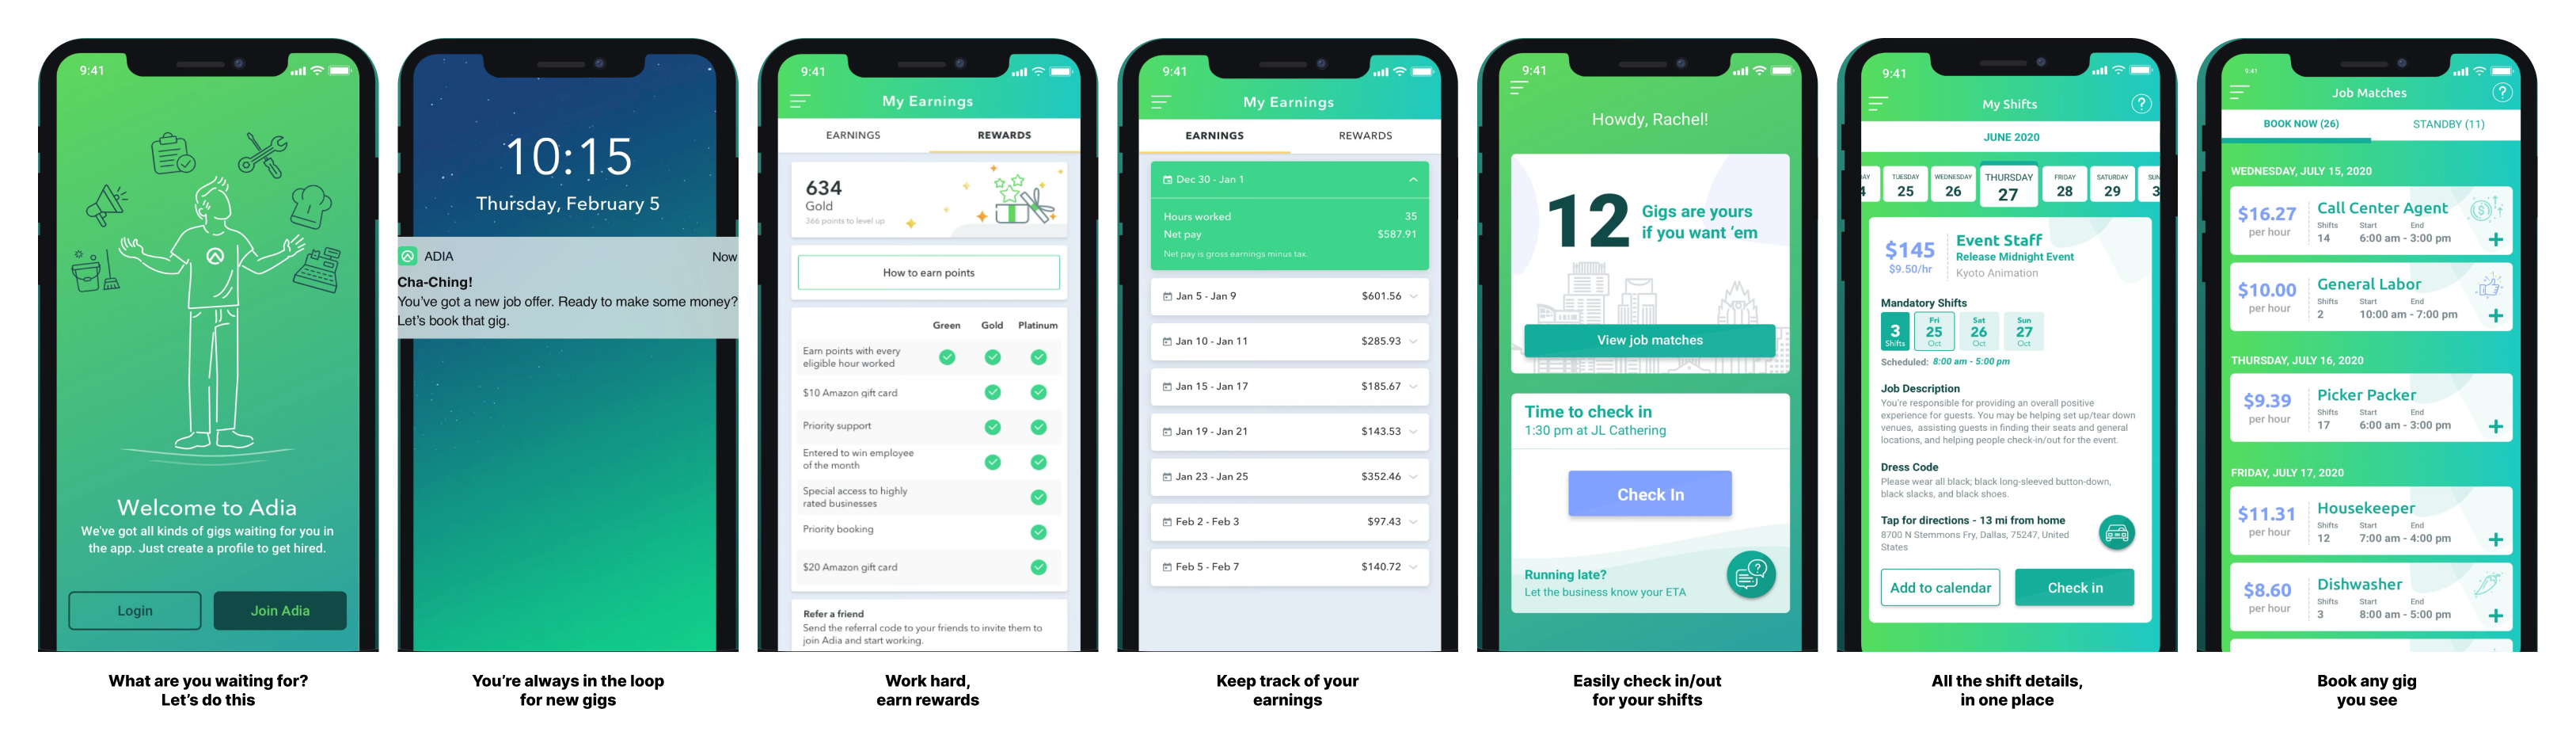 9:41
Welcome to Adia
We've got all kinds of gigs waiting for you in
the app. Just create a profile to get hired.
Login
Join Adia
What are you waiting for?
Let's do this
10:15
Thursday, February 5
ADIA
Now
Cha-Ching!
You've got a new job offer. Ready to make some money?
Let's book that gig.
You're always in the loop
for new gigs
9:41
My Earnings
EARNINGS
REWARDS
634
Gold
366 points to level up
How to earn points
Green Gold Platinum
Earn points with every
eligible hour worked
$10 Amazon gift card
Priority support
Entered to win employee
of the month
Special access to highly
rated businesses
Priority booking
$20 Amazon gift card
Refer a friend
Send the referral code to your friends to invite them to
join Adia and start working.
Work hard,
earn rewards
9:41
My Earnings
EARNINGS
REWARDS
Dec 30 - Jan 1
Hours worked 35
Net pay $587.91
Net pay is gross earnings minus tax.
Jan 5 - Jan 9 $601.56
Jan 10 - Jan 11 $285.93
Jan 15 - Jan 17 $185.67
Jan 19 - Jan 21 $143.53
Jan 23 - Jan 25 $352.46
Feb 2 - Feb 3 $97.43
Feb 5 - Feb 7 $140.72
Keep track of your
earnings
9:41
Howdy, Rachel!
12
Gigs are yours
if you want 'em
View job matches
Time to check in
1:30 pm at JL Cathering
Check In
Running late?
Let the business know your ETA
?
Easily check in/out
for your shifts
9:41
My Shifts
?
JUNE 2020
AY TUESDAY WEDNESDAY THURSDAY FRIDAY SATURDAY SUN
4 25 26 27 28 29 3
$145
$9.50/hr
Event Staff
Release Midnight Event
Kyoto Animation
Mandatory Shifts
3
Shifts
Fri
25
Oct
Sat
26
Oct
Sun
27
Oct
Scheduled: 8:00 am - 5:00 pm
Job Description
You're responsible for providing an overall positive
experience for guests. You may be helping set up/tear down
venues, assisting guests in finding their seats and general
locations, and helping people check-in/out for the event.
Dress Code
Please wear all black; black long-sleeved button-down,
black slacks, and black shoes.
Tap for directions - 13 mi from home
8700 N Stemmons Fry, Dallas, 75247, United
States
Add to calendar
Check in
All the shift details,
in one place
9:41
Job Matches
?
BOOK NOW (26)
STANDBY (11)
WEDNESDAY, JULY 15, 2020
$16.27
per hour
Call Center Agent
Shifts Start End
14 6:00 am - 3:00 pm
+
$10.00
per hour
General Labor
Shifts Start End
2 10:00 am - 7:00 pm
+
THURSDAY, JULY 16, 2020
$9.39
per hour
Picker Packer
Shifts Start End
17 6:00 am - 3:00 pm
+
FRIDAY, JULY 17, 2020
$11.31
per hour
Housekeeper
Shifts Start End
12 7:00 am - 4:00 pm
+
$8.60
per hour
Dishwasher
Shifts Start End
3 8:00 am - 5:00 pm
+
Book any gig
you see